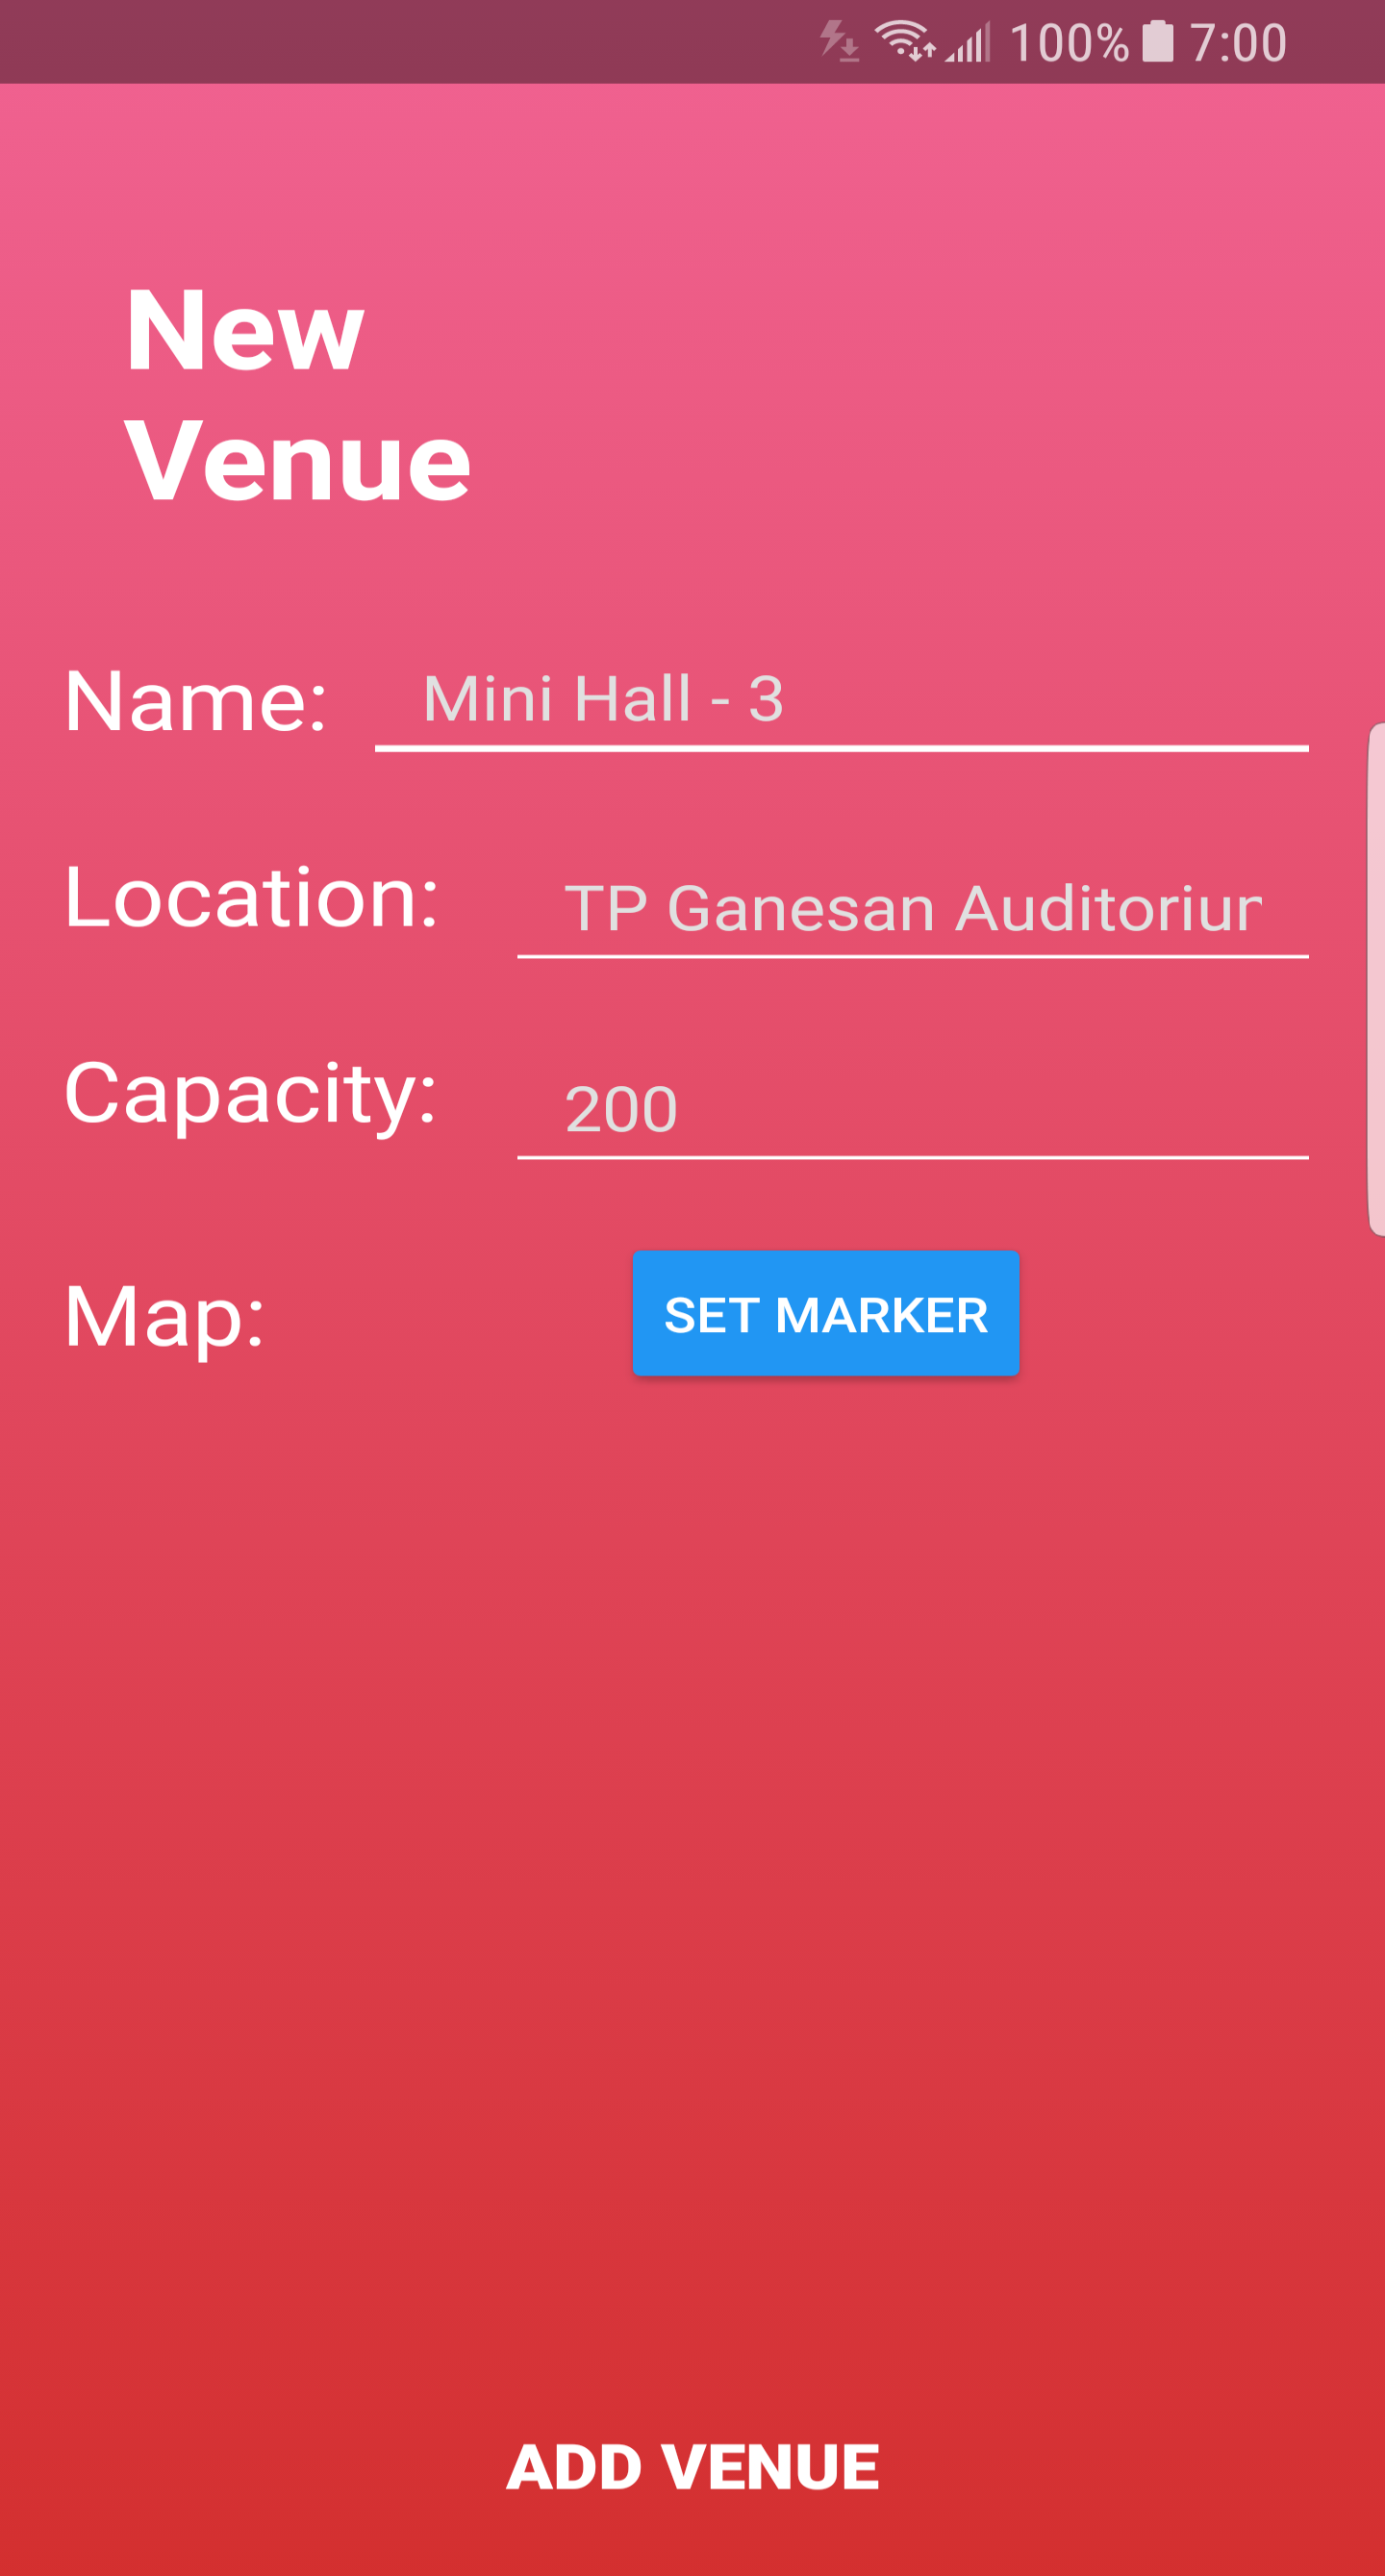 100% 7:00
New
Venue
Name: Mini Hall - 3
Location: TP Ganesan
Capacity: 200
Map: SET MARKER
ADD VENUE